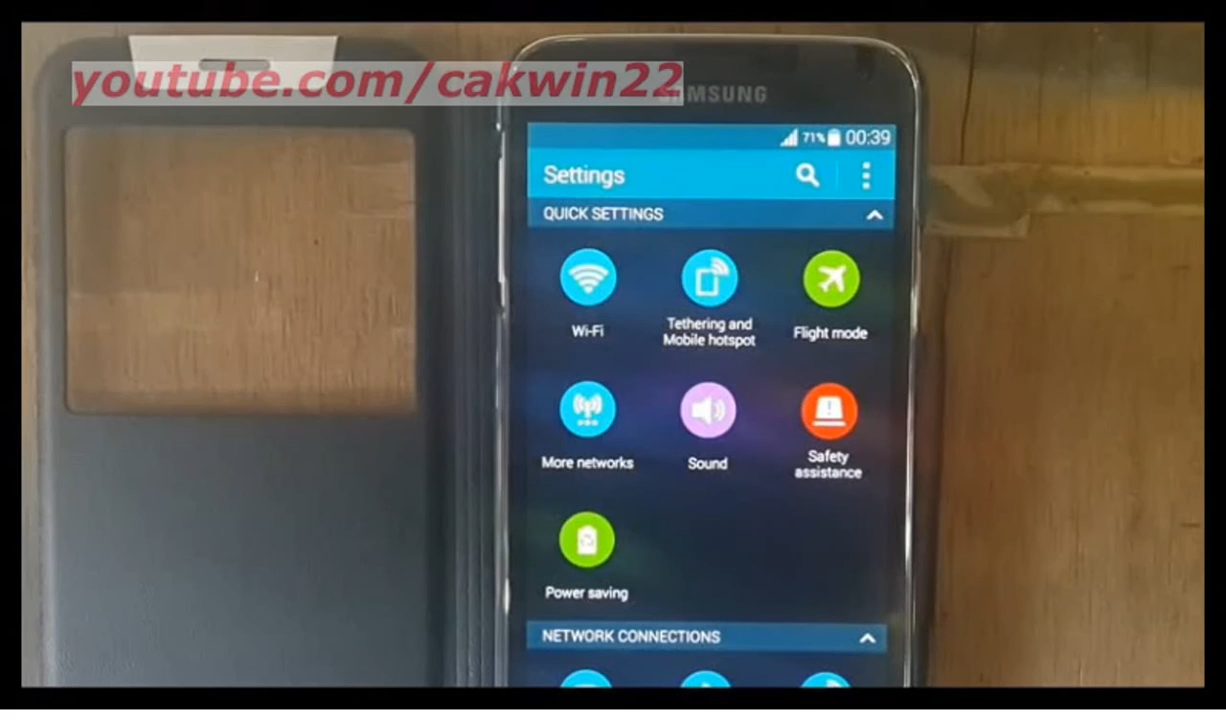 youtube.com/cakwin22
SAMSUNG
71% 00:39
Settings
QUICK SETTINGS
Wi-Fi
Tethering and
Mobile hotspot
Flight mode
More networks
Sound
Safety
assistance
Power saving
NETWORK CONNECTIONS